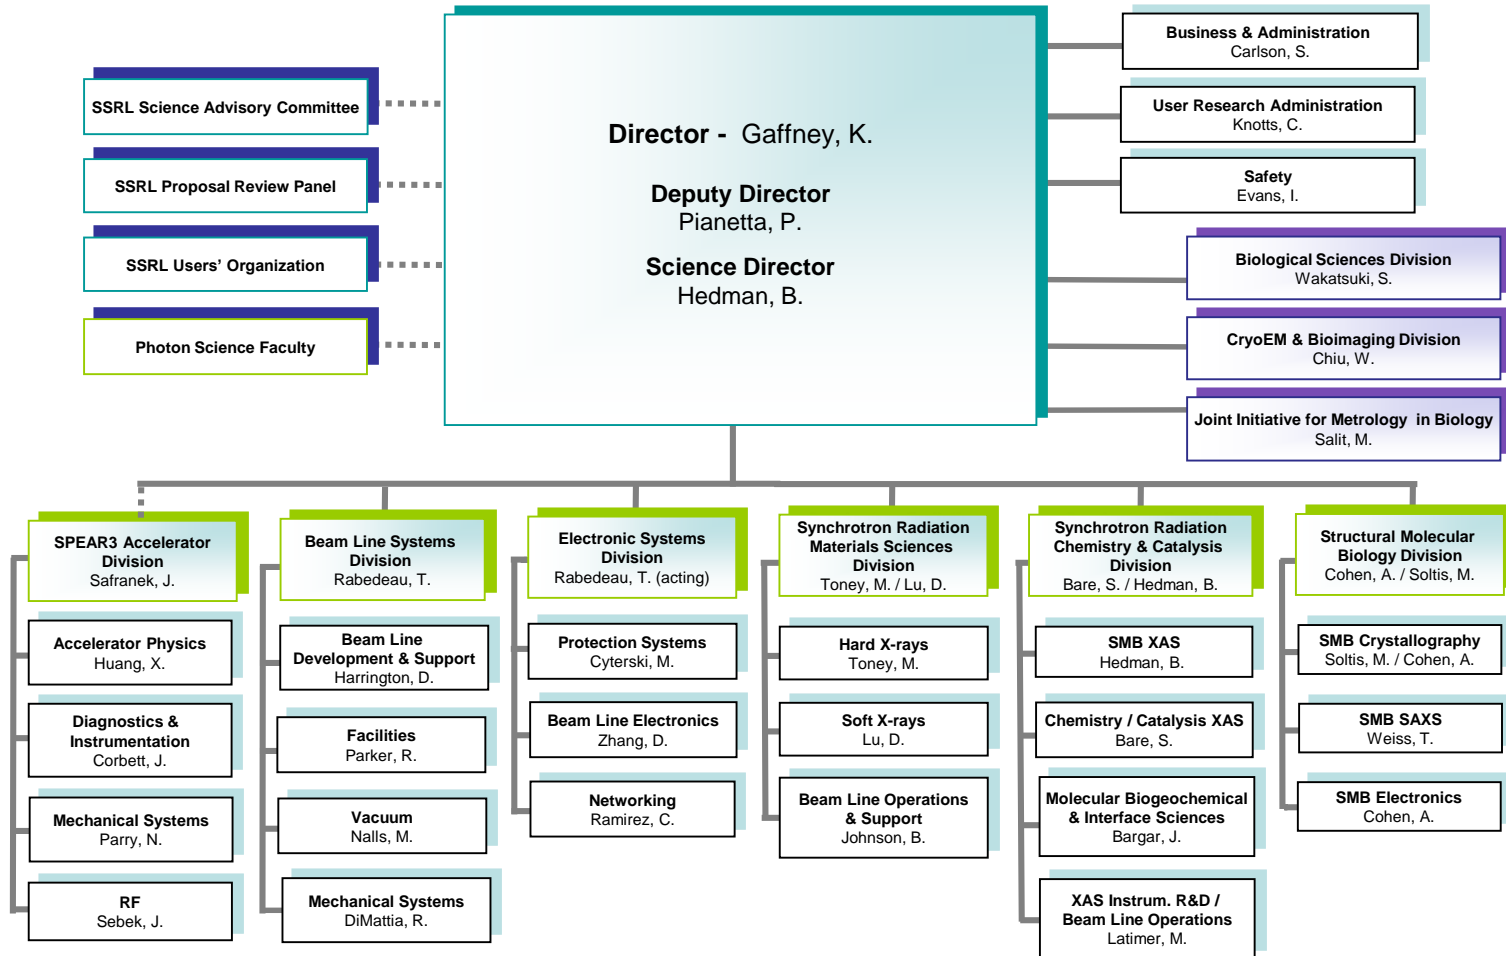 Director - Gaffney, K.
Deputy Director
Pianetta, P.
Science Director
Hedman, B.
SSRL Science Advisory Committee
SSRL Proposal Review Panel
SSRL Users’ Organization
Photon Science Faculty
Business & Administration
Carlson, S.
User Research Administration
Knotts, C.
Safety
Evans, I.
Biological Sciences Division
Wakatsuki, S.
CryoEM & Bioimaging Division
Chiu, W.
Joint Initiative for Metrology in Biology
Salit, M.
SPEAR3 Accelerator
Division
Safranek, J.
Accelerator Physics
Huang, X.
Diagnostics &
Instrumentation
Corbett, J.
Mechanical Systems
Parry, N.
RF
Sebek, J.
Beam Line Systems
Division
Rabedeau, T.
Beam Line
Development & Support
Harrington, D.
Facilities
Parker, R.
Vacuum
Nalls, M.
Mechanical Systems
DiMattia, R.
Electronic Systems
Division
Rabedeau, T. (acting)
Protection Systems
Cyterski, M.
Beam Line Electronics
Zhang, D.
Networking
Ramirez, C.
Synchrotron Radiation
Materials Sciences
Division
Toney, M. / Lu, D.
Hard X-rays
Toney, M.
Soft X-rays
Lu, D.
Beam Line Operations
& Support
Johnson, B.
Synchrotron Radiation
Chemistry & Catalysis
Division
Bare, S. / Hedman, B.
SMB XAS
Hedman, B.
Chemistry / Catalysis XAS
Bare, S.
Molecular Biogeochemical
& Interface Sciences
Bargar, J.
XAS Instrum. R&D /
Beam Line Operations
Latimer, M.
Structural Molecular
Biology Division
Cohen, A. / Soltis, M.
SMB Crystallography
Soltis, M. / Cohen, A.
SMB SAXS
Weiss, T.
SMB Electronics
Cohen, A.